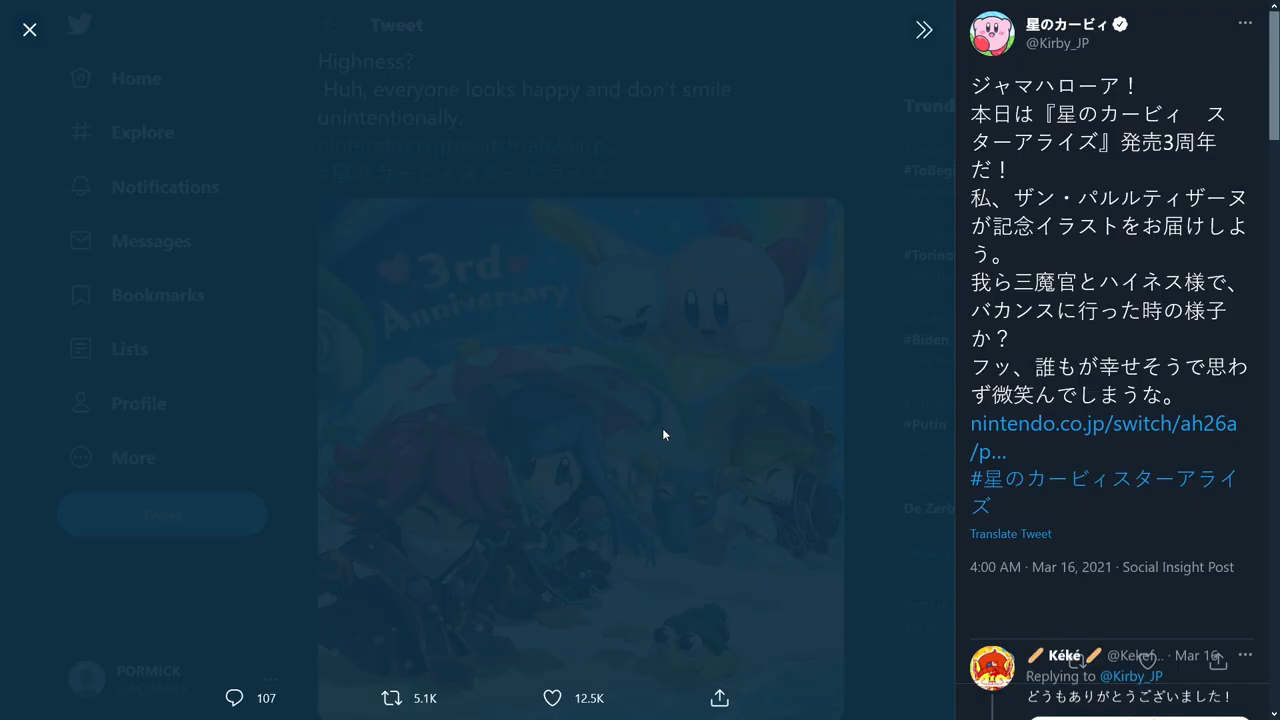 Tweet
Highness?
Huh, everyone looks happy and don't smile
unintentionally.
nintendo.co.jp/switch/ah26a/p...
#星のカービィスターアライズ
3rd
Anniversary
Home
Explore
Notifications
Messages
Bookmarks
Lists
Profile
More
Tweet
PORMICK
107
5.1K
12.5K
Trend
#ToBegi
#Torino
#Biden
#Putin
De Zerb
星のカービィ
@Kirby_JP
ジャマハローア！
本日は『星のカービィ　ス
ターアライズ』発売3周年
だ！
私、ザン・パルルティザーヌ
が記念イラストをお届けしよ
う。
我ら三魔官とハイネス様で、
バカンスに行った時の様子
か？
フッ、誰もが幸せそうで思わ
ず微笑んでしまうな。
nintendo.co.jp/switch/ah26a
/p...
#星のカービィスターアライ
ズ
Translate Tweet
4:00 AM · Mar 16, 2021 · Social Insight Post
Kéké @Kekef... · Mar 16
Replying to @Kirby_JP
どうもありがとうございました！